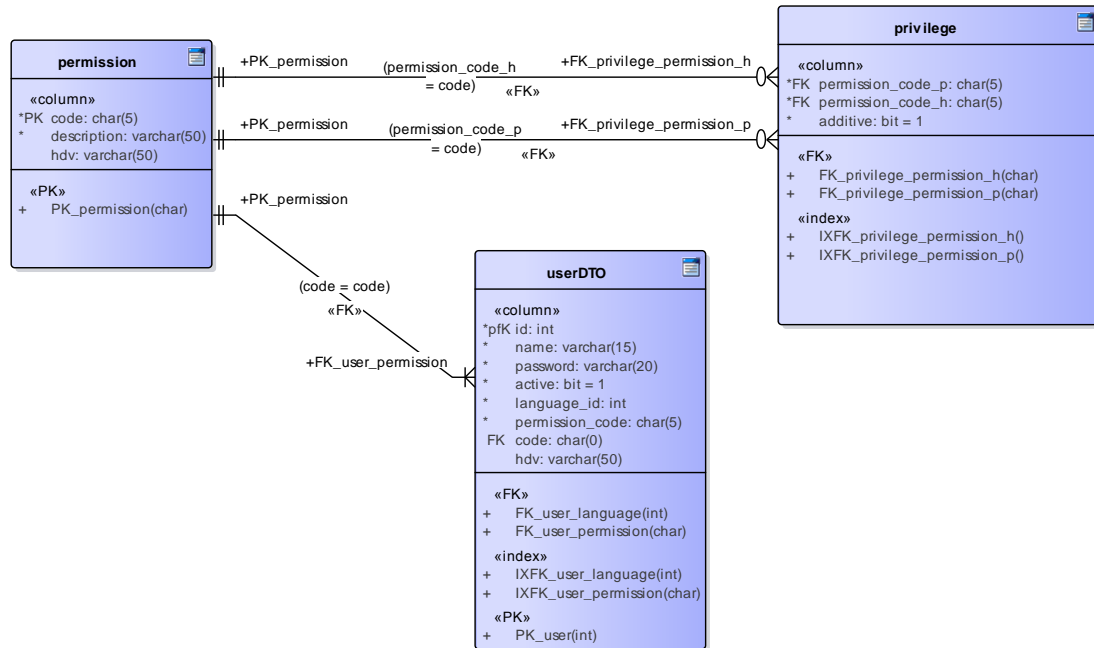 permission
«column»
*PK code: char(5)
* description: varchar(50)
hdv: varchar(50)
«PK»
+ PK_permission(char)
+PK_permission
(permission_code_h
= code)
«FK»
+FK_privilege_permission_h
+PK_permission
(permission_code_p
= code)
«FK»
+FK_privilege_permission_p
+PK_permission
(code = code)
«FK»
+FK_user_permission
privilege
«column»
*FK permission_code_p: char(5)
*FK permission_code_h: char(5)
* additive: bit = 1
«FK»
+ FK_privilege_permission_h(char)
+ FK_privilege_permission_p(char)
«index»
+ IXFK_privilege_permission_h()
+ IXFK_privilege_permission_p()
userDTO
«column»
*pfK id: int
* name: varchar(15)
* password: varchar(20)
* active: bit = 1
* language_id: int
* permission_code: char(5)
FK code: char(0)
hdv: varchar(50)
«FK»
+ FK_user_language(int)
+ FK_user_permission(char)
«index»
+ IXFK_user_language(int)
+ IXFK_user_permission(char)
«PK»
+ PK_user(int)